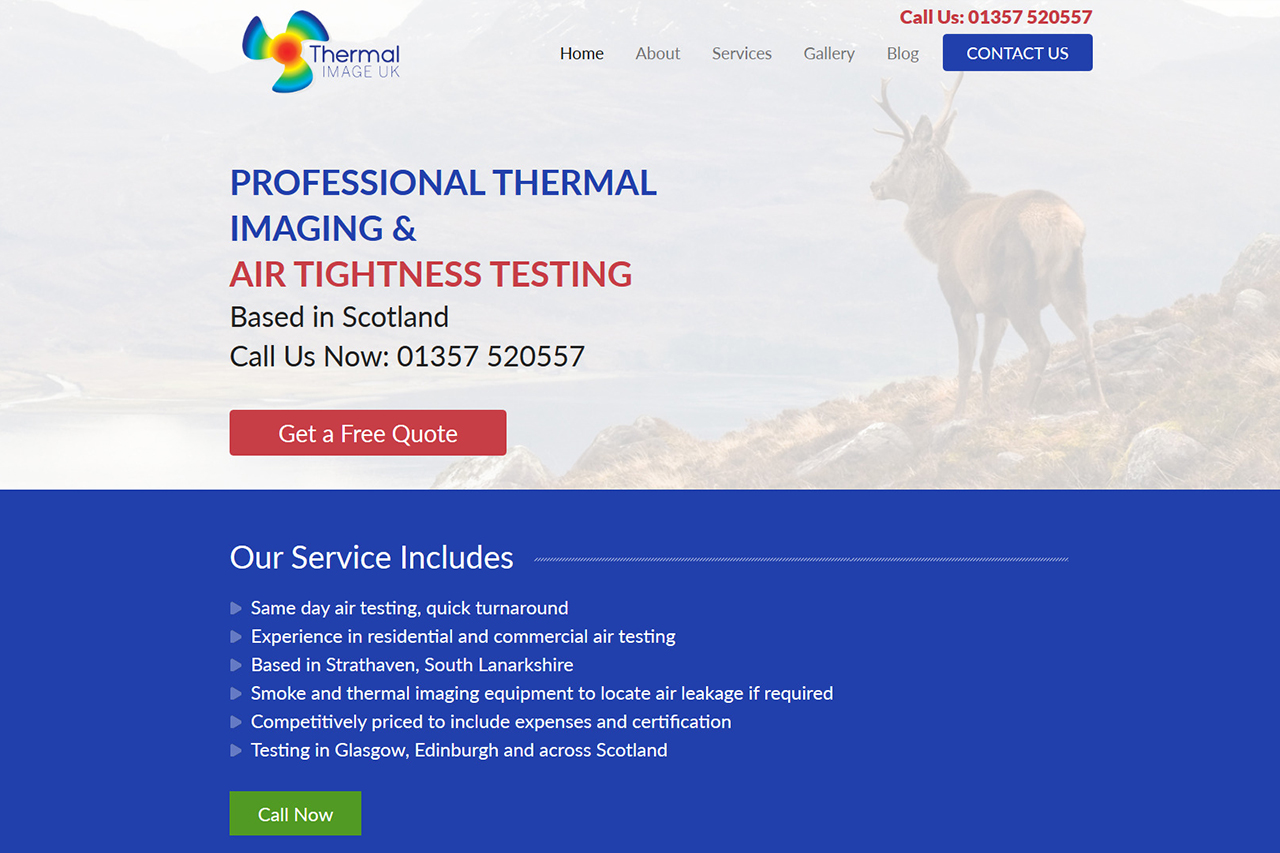 Call Us: 01357 520557
Thermal
IMAGE UK
Home About Services Gallery Blog CONTACT US
PROFESSIONAL THERMAL
IMAGING &
AIR TIGHTNESS TESTING
Based in Scotland
Call Us Now: 01357 520557
Get a Free Quote
Our Service Includes
Same day air testing, quick turnaround
Experience in residential and commercial air testing
Based in Strathaven, South Lanarkshire
Smoke and thermal imaging equipment to locate air leakage if required
Competitively priced to include expenses and certification
Testing in Glasgow, Edinburgh and across Scotland
Call Now